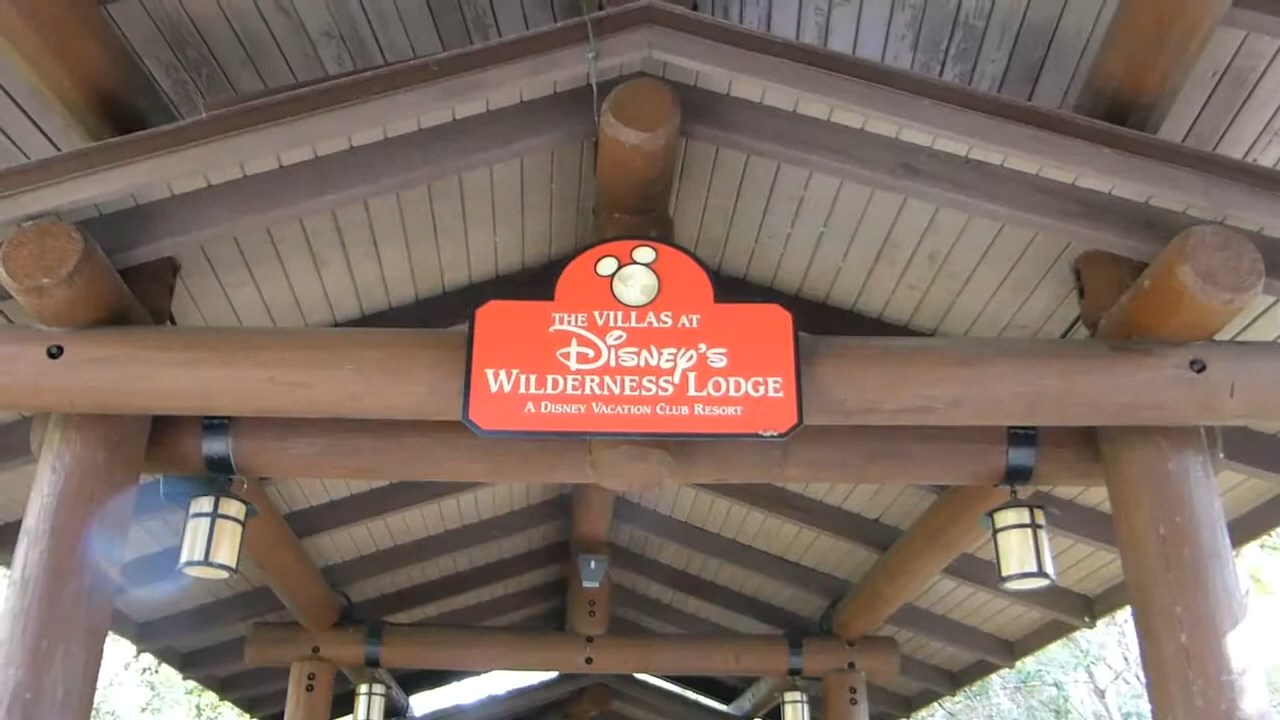 THE VILLAS AT
DISNEY'S
WILDERNESS LODGE
A DISNEY VACATION CLUB RESORT